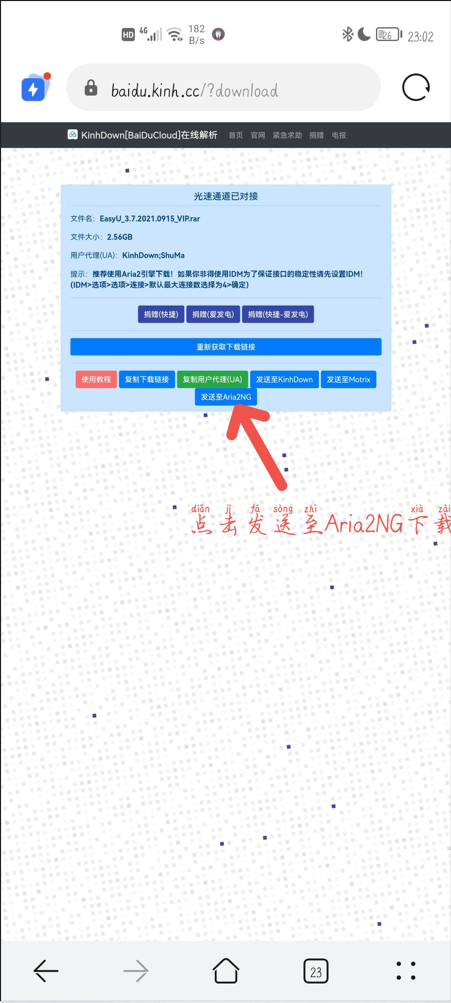 HD 4G 182 B/s 26 23:02
baidu.kinh.cc/?download
KinhDown[BaiDuCloud]在线解析 首页 官网 紧急求助 捐赠 电报
光速通道已对接
文件名：EasyU_3.7.2021.0915_VIP.rar
文件大小：2.56GB
用户代理(UA)：KinhDown;ShuMa
提示：推荐使用Aria2引擎下载！如果你非得使用IDM为了保证接口的稳定性请先设置IDM！
(IDM>选项>选项>连接>默认最大连接数选择为4>确定)
捐赠(快捷) 捐赠(爱发电) 捐赠(快捷-爱发电)
重新获取下载链接
使用教程 复制下载链接 复制用户代理(UA) 发送至KinhDown 发送至Motrix
发送至Aria2NG
diǎn jī fā sòng zhì xià zǎi
点击发送至Aria2NG下载
23